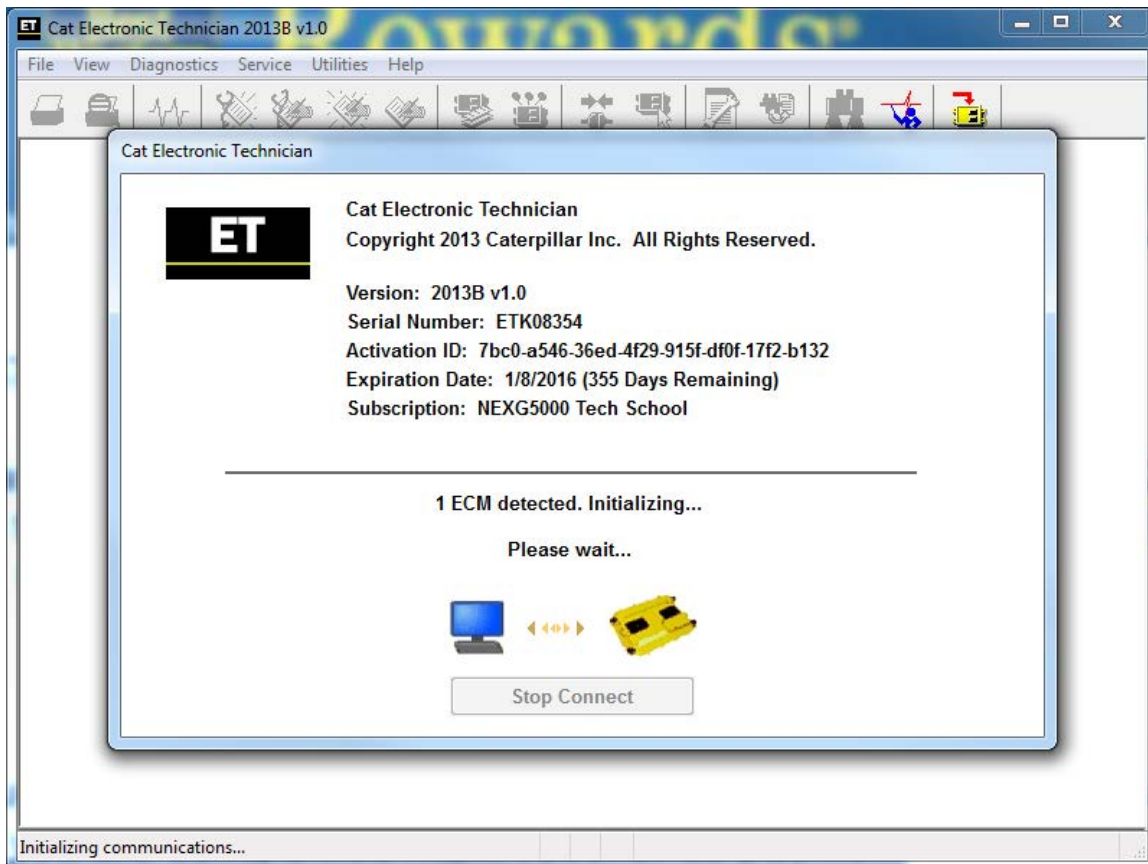 Rewards®
ET Cat Electronic Technician 2013B v1.0
File View Diagnostics Service Utilities Help
Cat Electronic Technician
ET
Cat Electronic Technician
Copyright 2013 Caterpillar Inc. All Rights Reserved.
Version: 2013B v1.0
Serial Number: ETK08354
Activation ID: 7bc0-a546-36ed-4f29-915f-df0f-17f2-b132
Expiration Date: 1/8/2016 (355 Days Remaining)
Subscription: NEXG5000 Tech School
1 ECM detected. Initializing...
Please wait...
Stop Connect
Initializing communications...